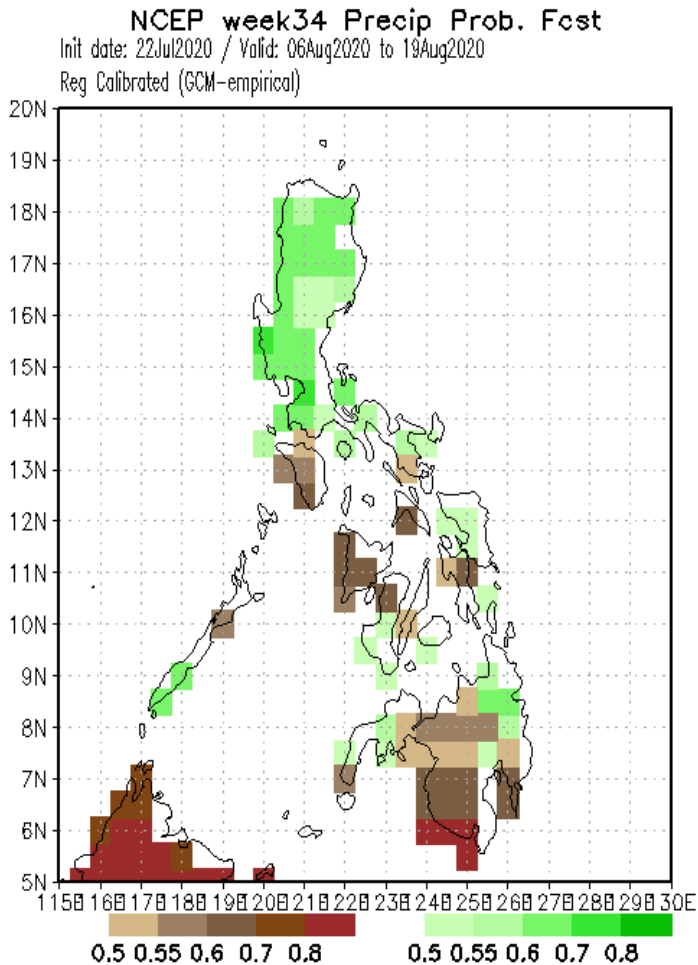 NCEP week34 Precip Prob. Fcst
Init date: 22Jul2020 / Valid: 06Aug2020 to 19Aug2020
Reg Calibrated (GCM-empirical)
20N
19N
18N
17N
16N
15N
14N
13N
12N
11N
10N
9N
8N
7N
6N
5N
115E 116E 117E 118E 119E 120E 121E 122E 123E 124E 125E 126E 127E 128E 129E 130E
0.5 0.55 0.6 0.7 0.8 0.5 0.55 0.6 0.7 0.8